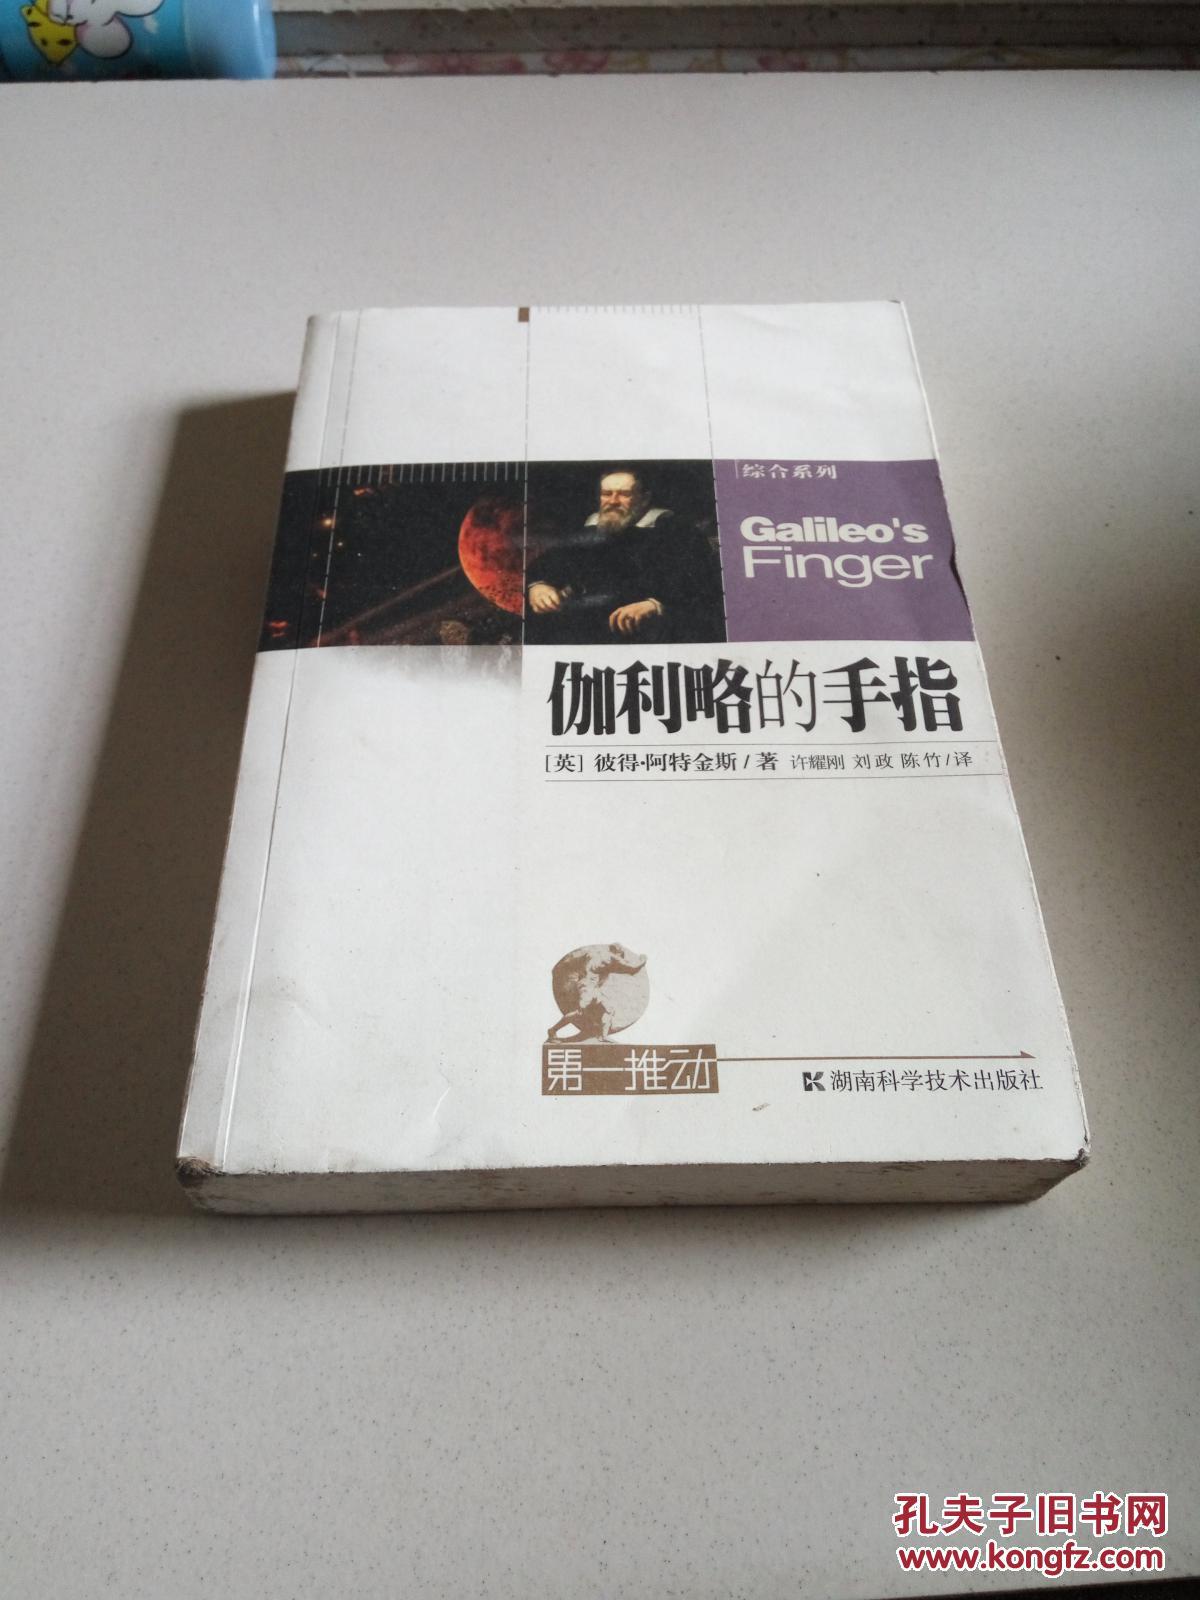 综合系列
Galileo's
Finger
伽利略的手指
[英] 彼得·阿特金斯/著 许耀刚 刘政 陈竹/译
第一推动
湖南科学技术出版社
孔夫子旧书网
www.kongfz.com